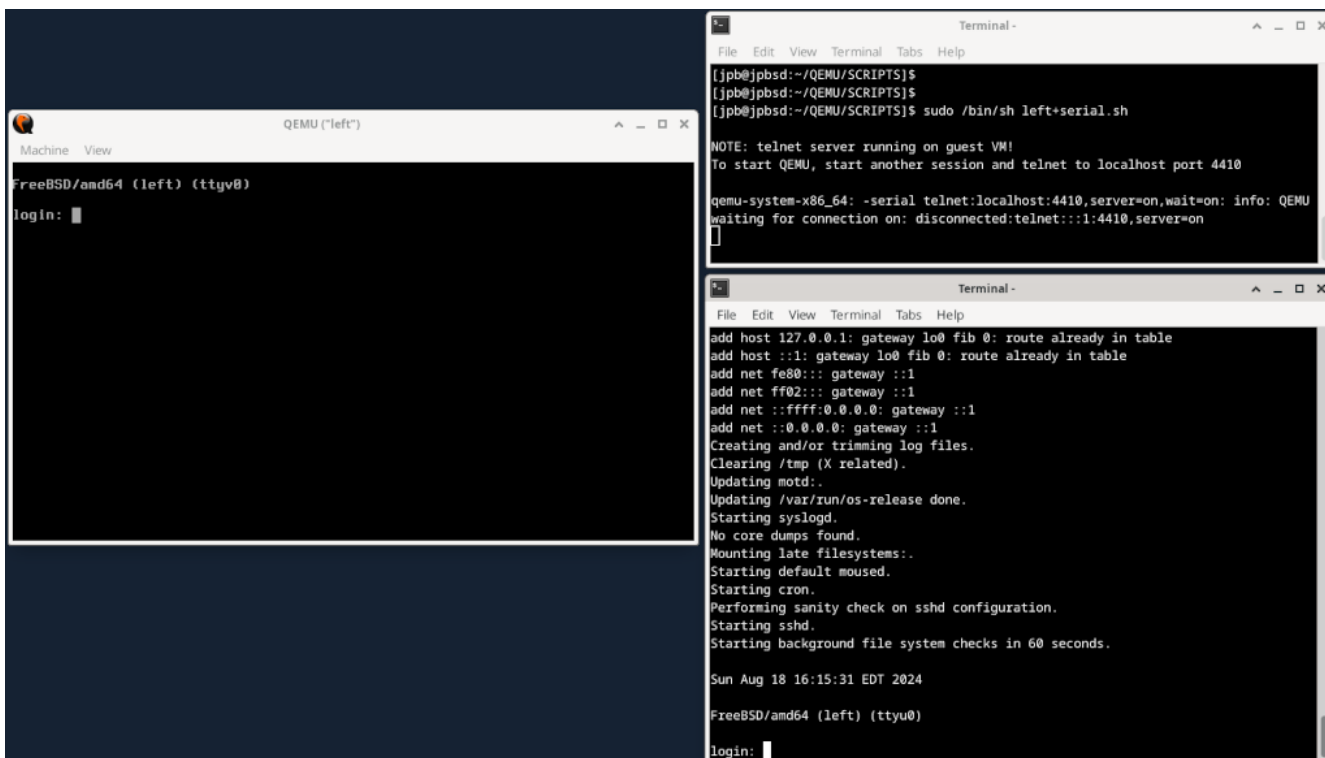 QEMU ("left")
Machine View
FreeBSD/amd64 (left) (ttyv0)
login:
Terminal -
File Edit View Terminal Tabs Help
[jpb@jpbsd:~/QEMU/SCRIPTS]$
[jpb@jpbsd:~/QEMU/SCRIPTS]$
[jpb@jpbsd:~/QEMU/SCRIPTS]$ sudo /bin/sh left+serial.sh
NOTE: telnet server running on guest VM!
To start QEMU, start another session and telnet to localhost port 4410
qemu-system-x86_64: -serial telnet:localhost:4410,server=on,wait=on: info: QEMU
waiting for connection on: disconnected:telnet:::1:4410,server=on
Terminal -
File Edit View Terminal Tabs Help
add host 127.0.0.1: gateway lo0 fib 0: route already in table
add host ::1: gateway lo0 fib 0: route already in table
add net fe80::: gateway ::1
add net ff02::: gateway ::1
add net ::ffff:0.0.0.0: gateway ::1
add net ::0.0.0.0: gateway ::1
Creating and/or trimming log files.
Clearing /tmp (X related).
Updating motd:.
Updating /var/run/os-release done.
Starting syslogd.
No core dumps found.
Mounting late filesystems:.
Starting default moused.
Starting cron.
Performing sanity check on sshd configuration.
Starting sshd.
Starting background file system checks in 60 seconds.
Sun Aug 18 16:15:31 EDT 2024
FreeBSD/amd64 (left) (ttyu0)
login: